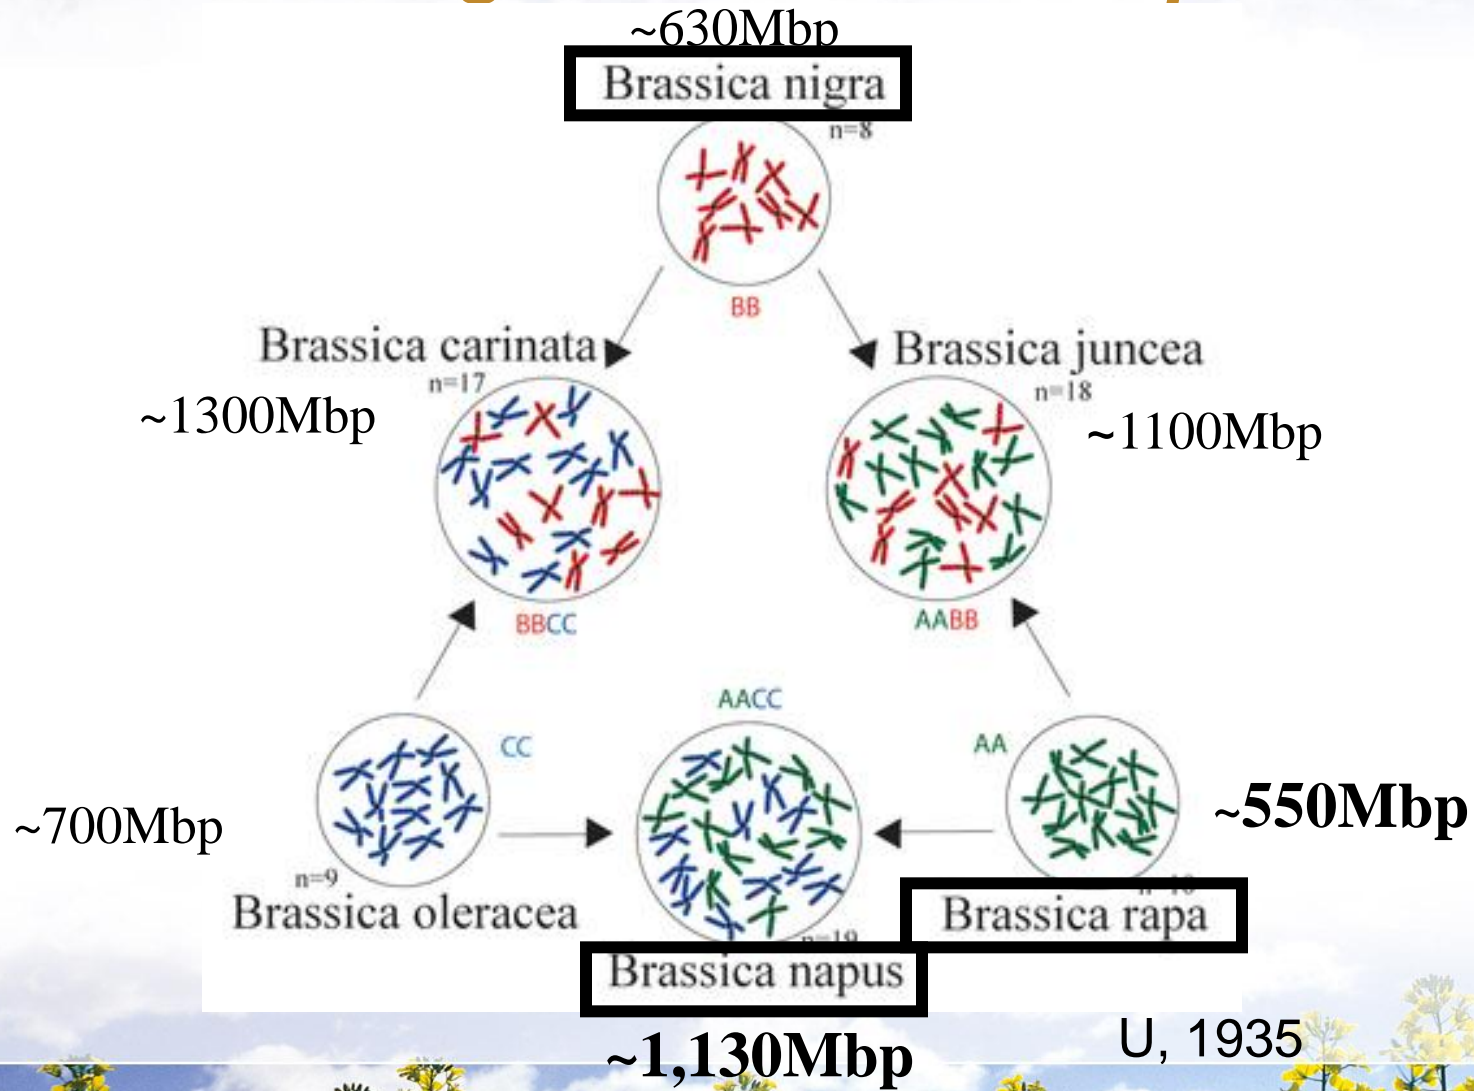 ~630Mbp
Brassica nigra
n=8
BB
Brassica carinata
Brassica juncea
n=17
n=18
~1300Mbp
~1100Mbp
BBCC
AABB
AACC
CC
AA
~700Mbp
~550Mbp
n=9
Brassica oleracea
Brassica rapa
n=19
Brassica napus
U, 1935
~1,130Mbp